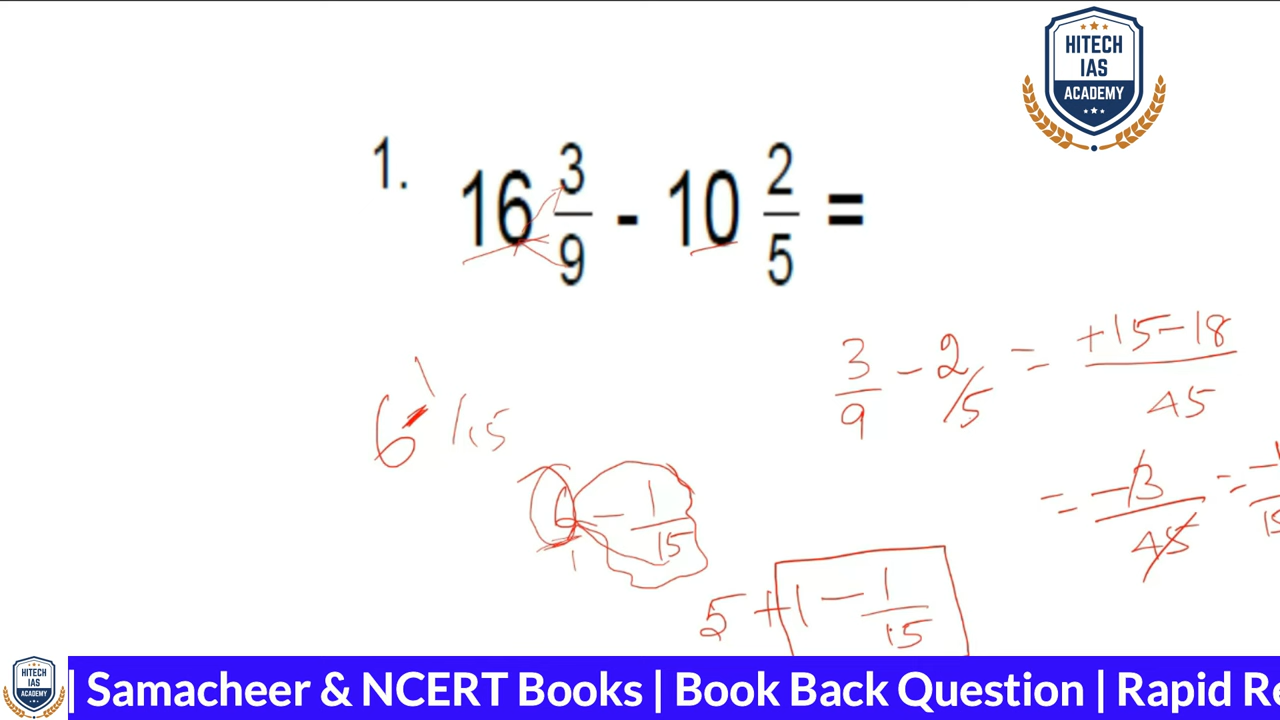 HITECH
IAS
ACADEMY
1.
16 3/9 - 10 2/5 =
3/9 - 2/5 = +15-18/45
= -3/45 = -1/15
6 1/15
6 - 1/15
5 + 1 - 1/15
HITECH
IAS
ACADEMY
| Samacheer & NCERT Books | Book Back Question | Rapid Re